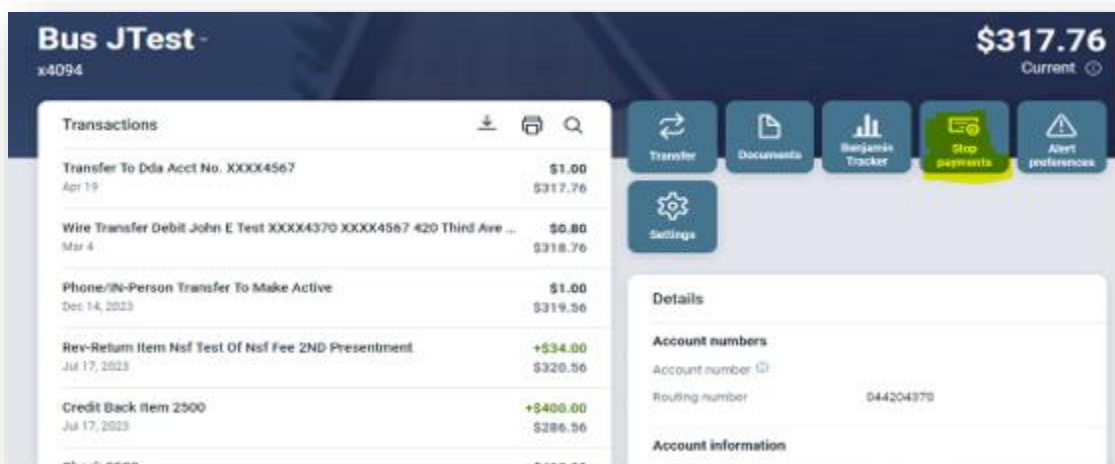 Bus JTest
x4094
$317.76
Current
Transactions
Transfer To Dda Acct No. XXXX4567
$1.00
Apr 19
$317.76
Wire Transfer Debit John E Test XXXX4370 XXXX4567 420 Third Ave ...
$0.80
Mar 4
$318.76
Phone/IN-Person Transfer To Make Active
$1.00
Dec 14, 2023
$319.56
Rev-Return Item Nsf Test Of Nsf Fee 2ND Presentment
+$34.00
Jul 17, 2023
$320.56
Credit Back Item 2500
+$400.00
Jul 17, 2023
$286.56
Transfer
Documents
Benjamin
Tracker
Stop
payments
Alert
preferences
Settings
Details
Account numbers
Account number
Routing number
044204370
Account information